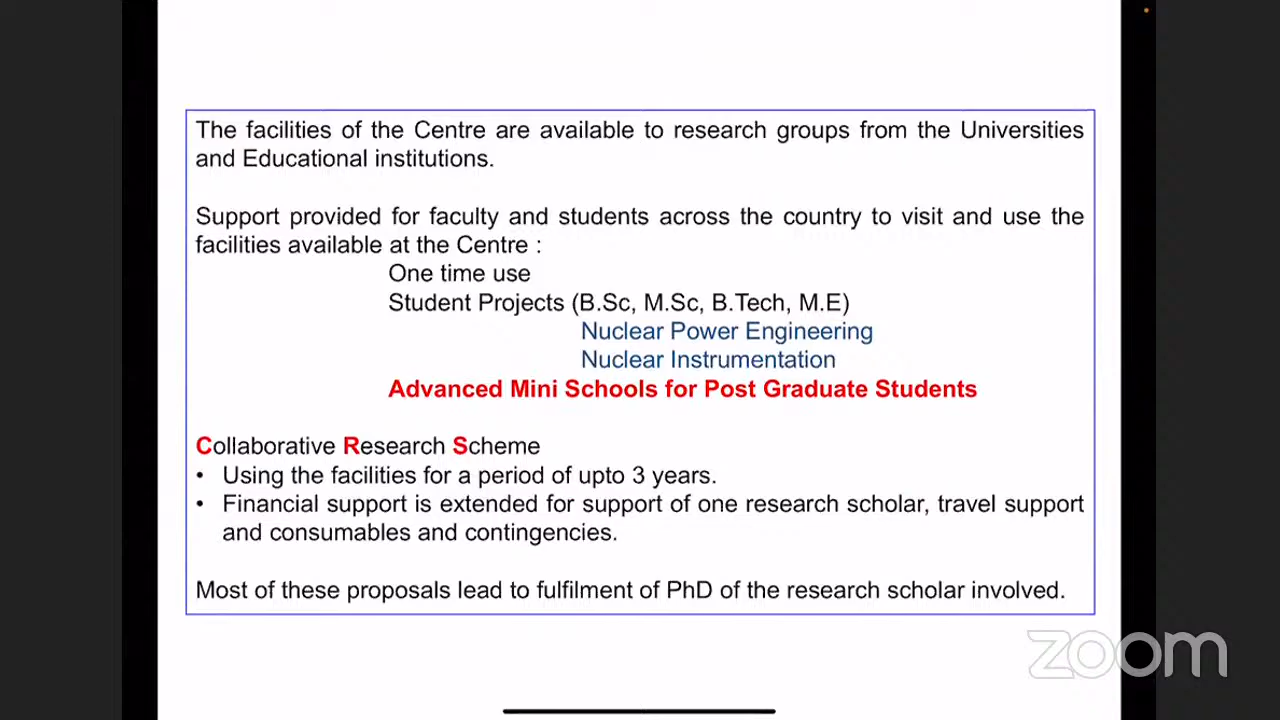 The facilities of the Centre are available to research groups from the Universities
and Educational institutions.
Support provided for faculty and students across the country to visit and use the
facilities available at the Centre :
One time use
Student Projects (B.Sc, M.Sc, B.Tech, M.E)
Nuclear Power Engineering
Nuclear Instrumentation
Advanced Mini Schools for Post Graduate Students
Collaborative Research Scheme
• Using the facilities for a period of upto 3 years.
• Financial support is extended for support of one research scholar, travel support
and consumables and contingencies.
Most of these proposals lead to fulfilment of PhD of the research scholar involved.
zoom